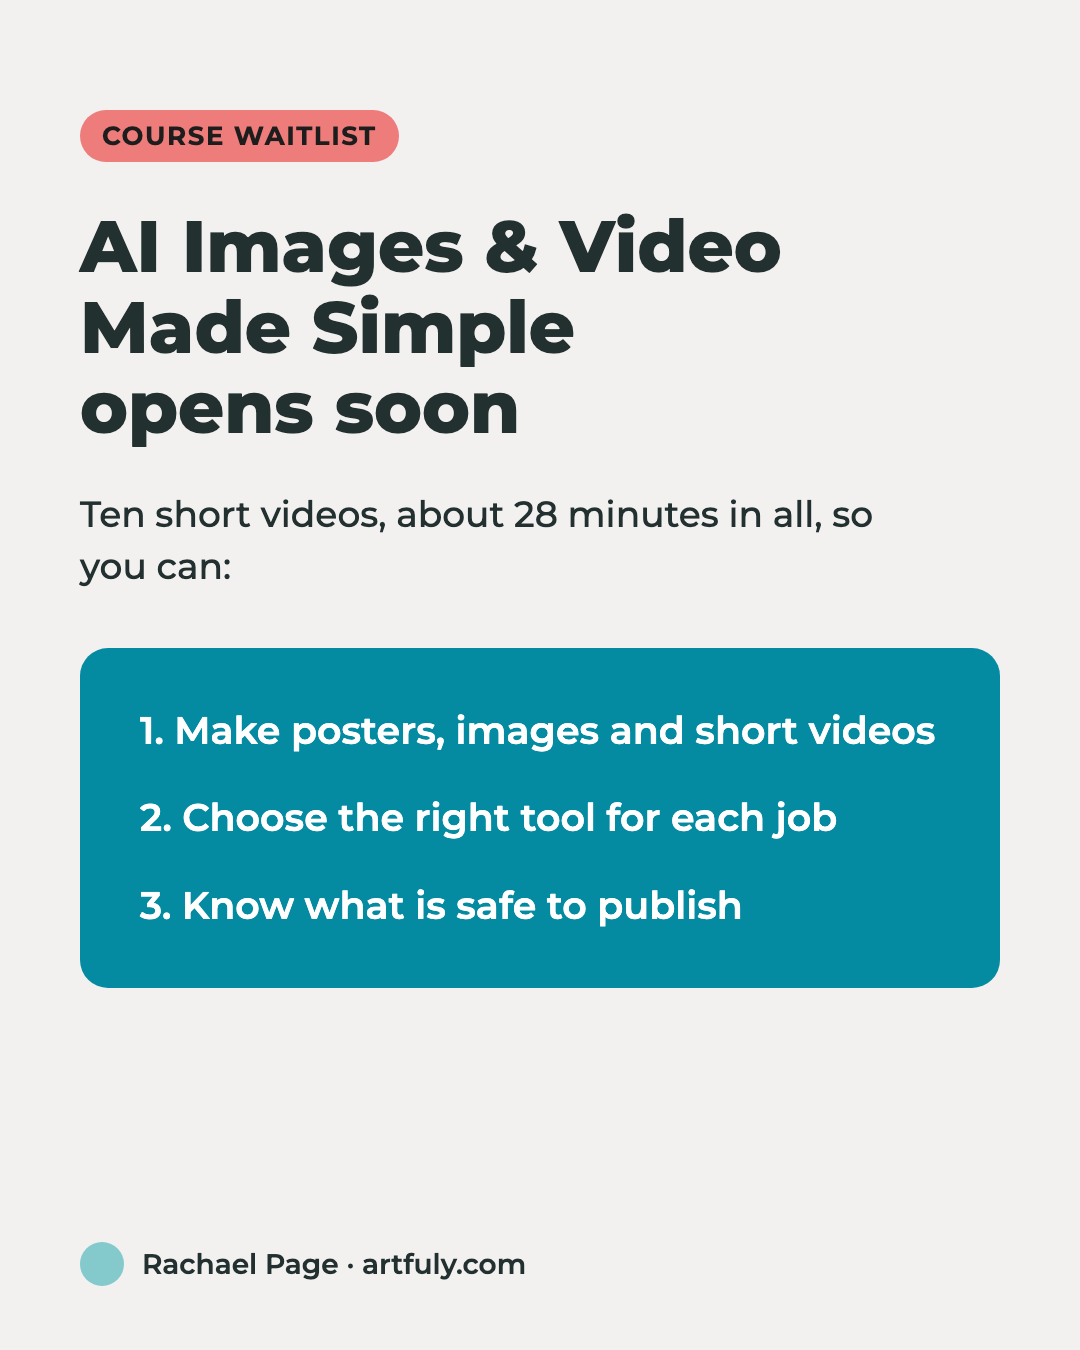 COURSE WAITLIST
AI Images & Video
Made Simple
opens soon
Ten short videos, about 28 minutes in all, so
you can:
1. Make posters, images and short videos
2. Choose the right tool for each job
3. Know what is safe to publish
Rachael Page · artfuly.com